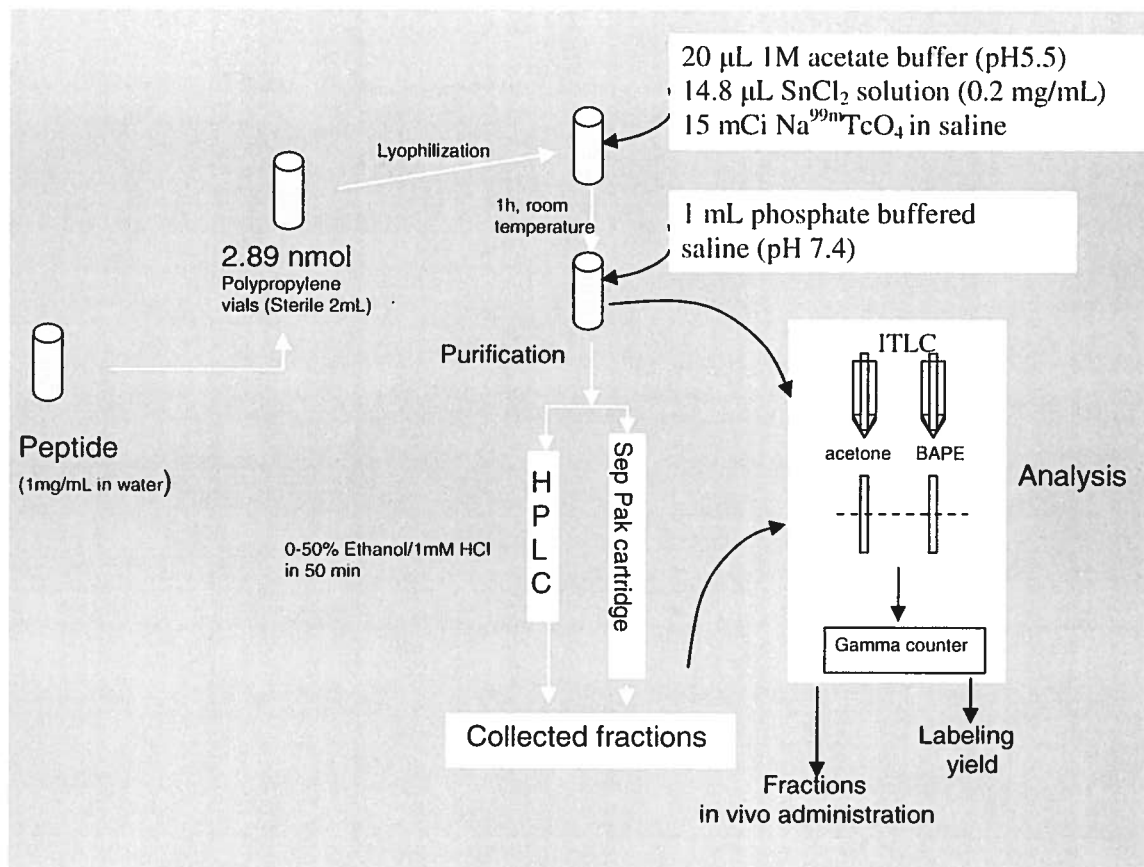 20 µL 1M acetate buffer (pH5.5)
14.8 µL SnCl₂ solution (0.2 mg/mL)
15 mCi Na⁹⁹ᵐTcO₄ in saline
Lyophilization
1h, room
temperature
1 mL phosphate buffered
saline (pH 7.4)
2.89 nmol
Polypropylene
vials (Sterile 2mL)
Peptide
(1mg/mL in water)
Purification
HPLC
Sep Pak cartridge
0-50% Ethanol/1mM HCl
in 50 min
Collected fractions
ITLC
acetone BAPE
Analysis
Gamma counter
Labeling
yield
Fractions
in vivo administration